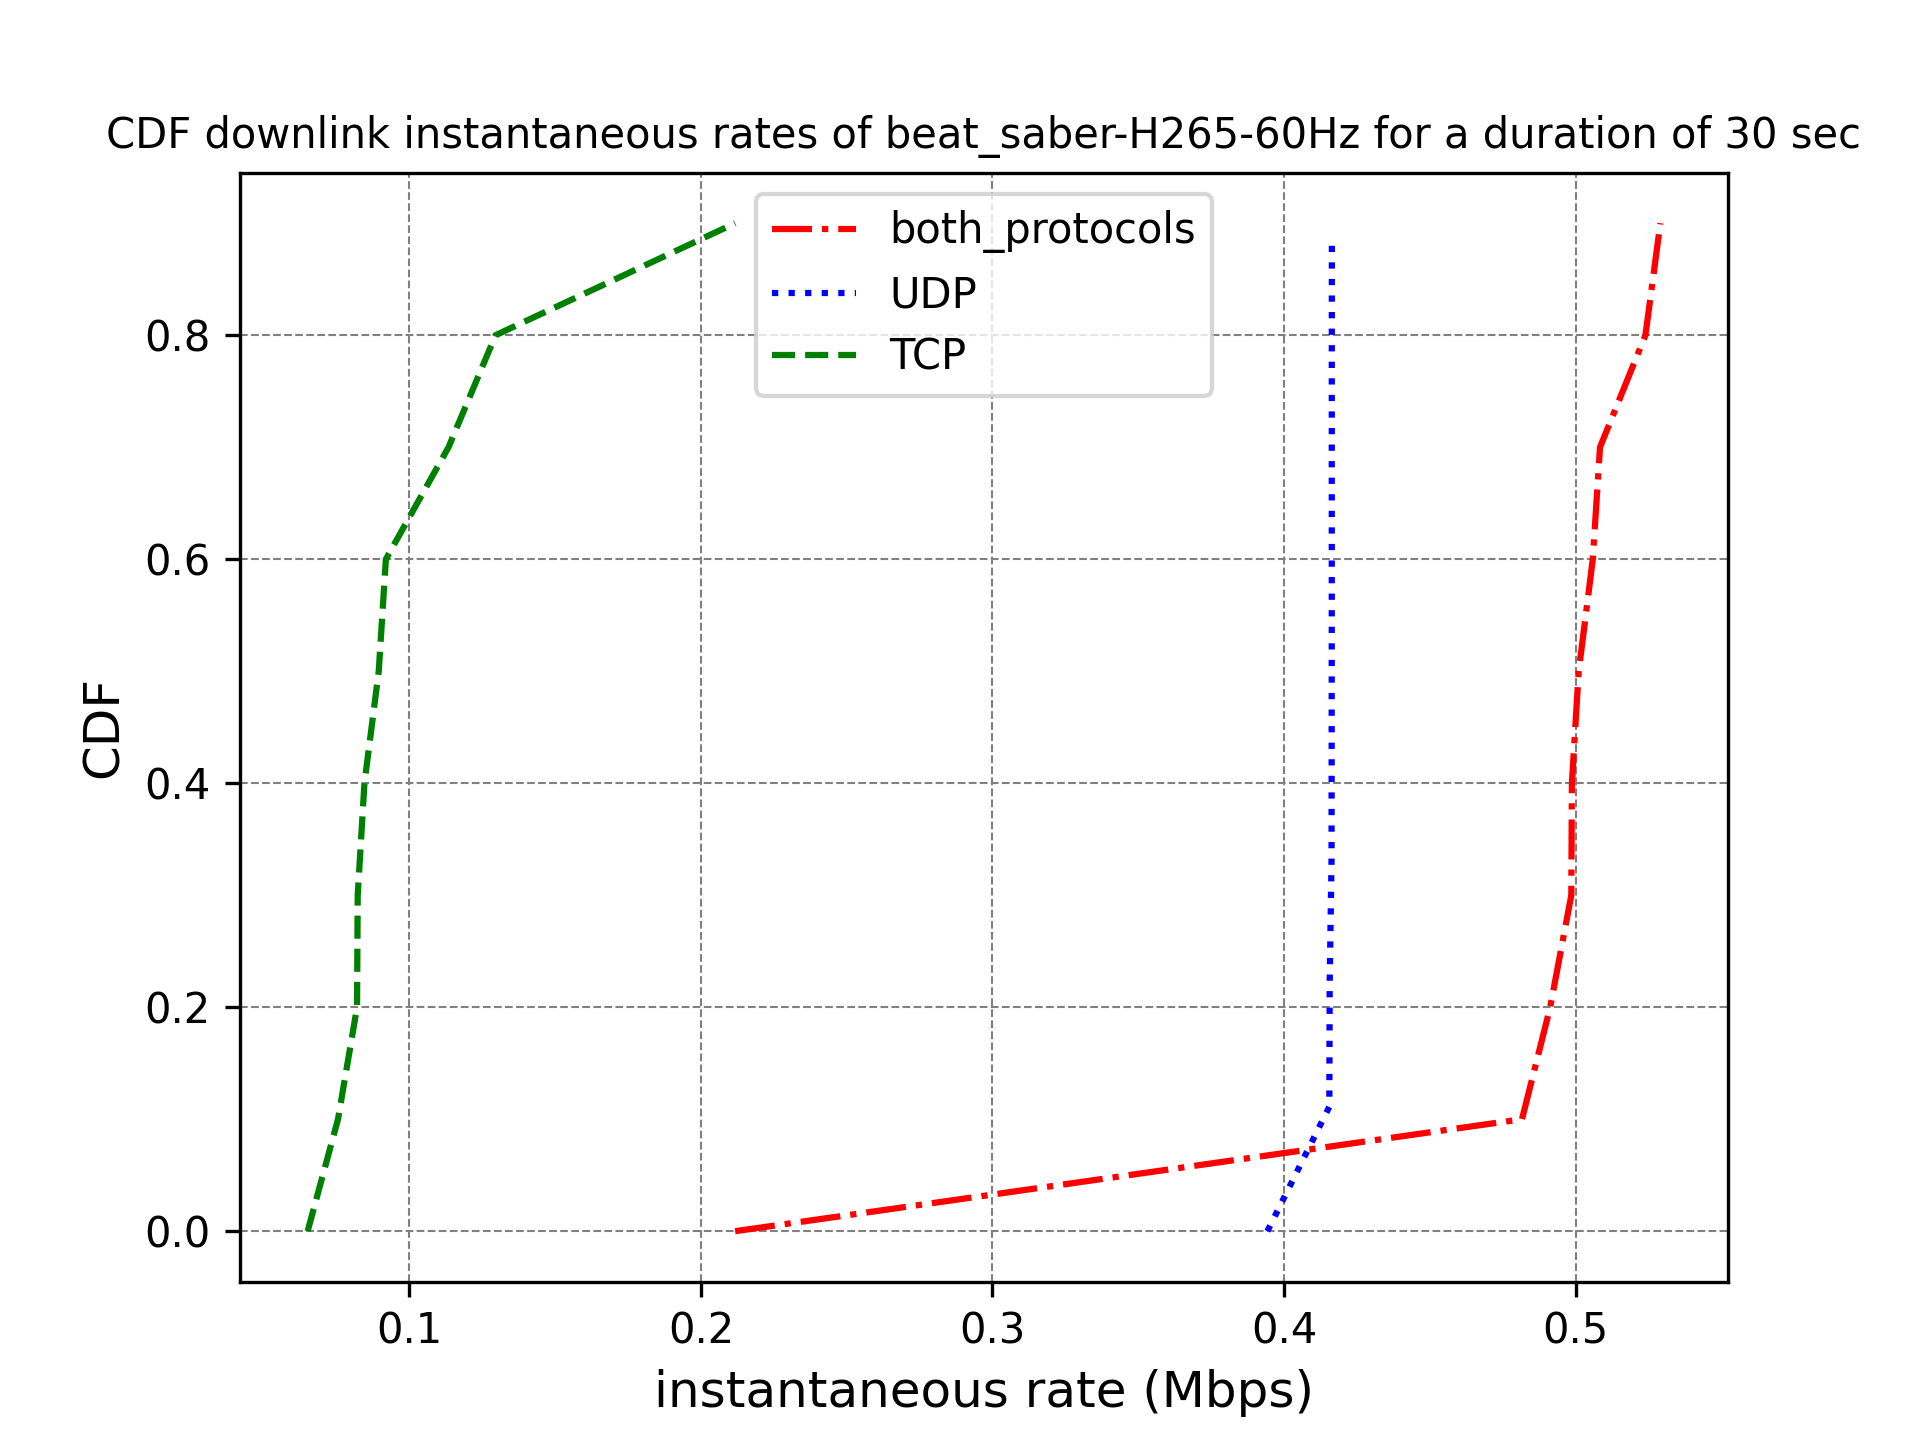 CDF downlink instantaneous rates of beat_saber-H265-60Hz for a duration of 30 sec
both_protocols
UDP
TCP
CDF
0.8
0.6
0.4
0.2
0.0
0.1 0.2 0.3 0.4 0.5
instantaneous rate (Mbps)